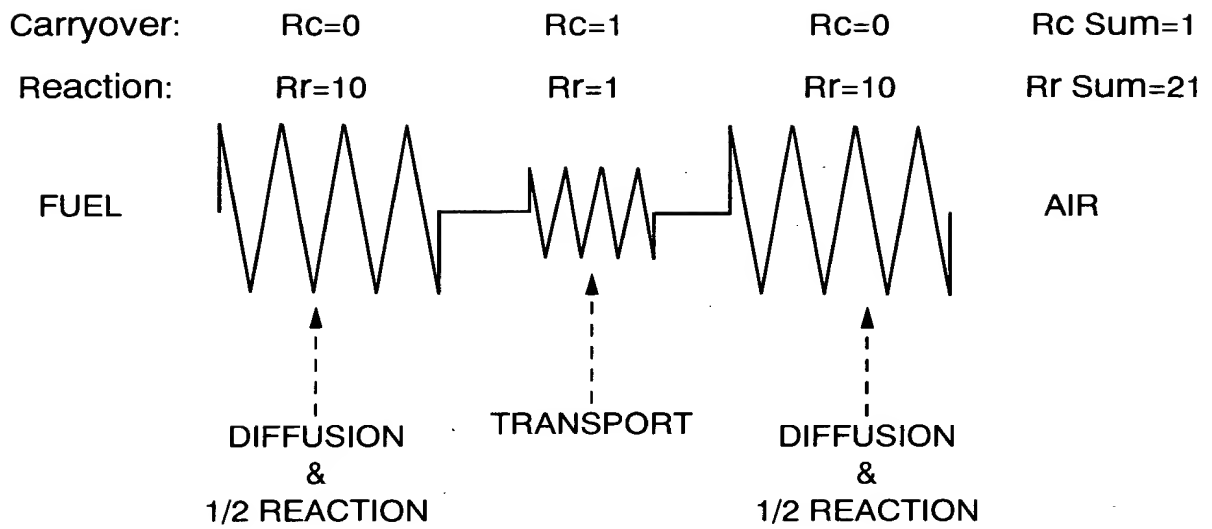 Carryover: Rc=0 Rc=1 Rc=0 Rc Sum=1
Reaction: Rr=10 Rr=1 Rr=10 Rr Sum=21
FUEL AIR
TRANSPORT
DIFFUSION
&
1/2 REACTION
DIFFUSION
&
1/2 REACTION